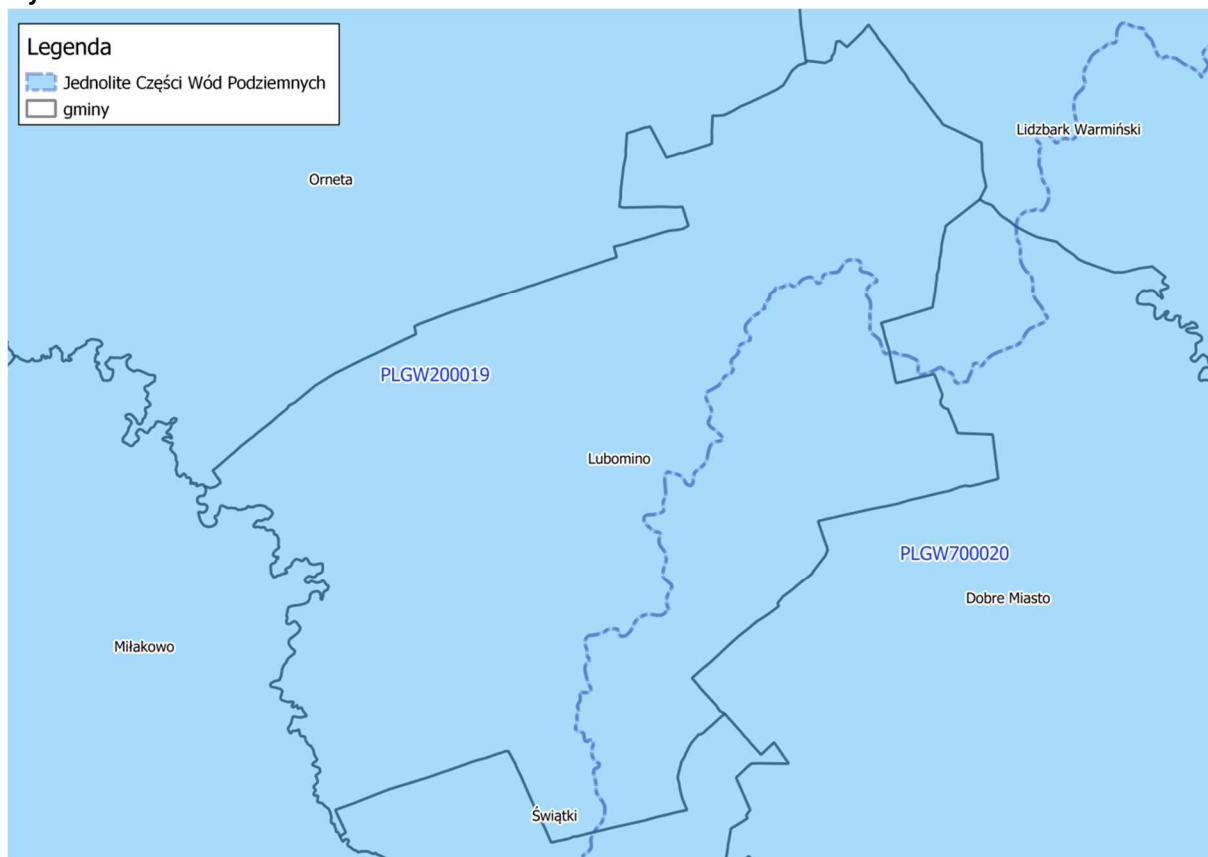 Legenda
Jednolite Części Wód Podziemnych
gminy
Lidzbark Warmiński
Orneta
PLGW200019
Lubomino
PLGW700020
Dobre Miasto
Miłakowo
Świątki